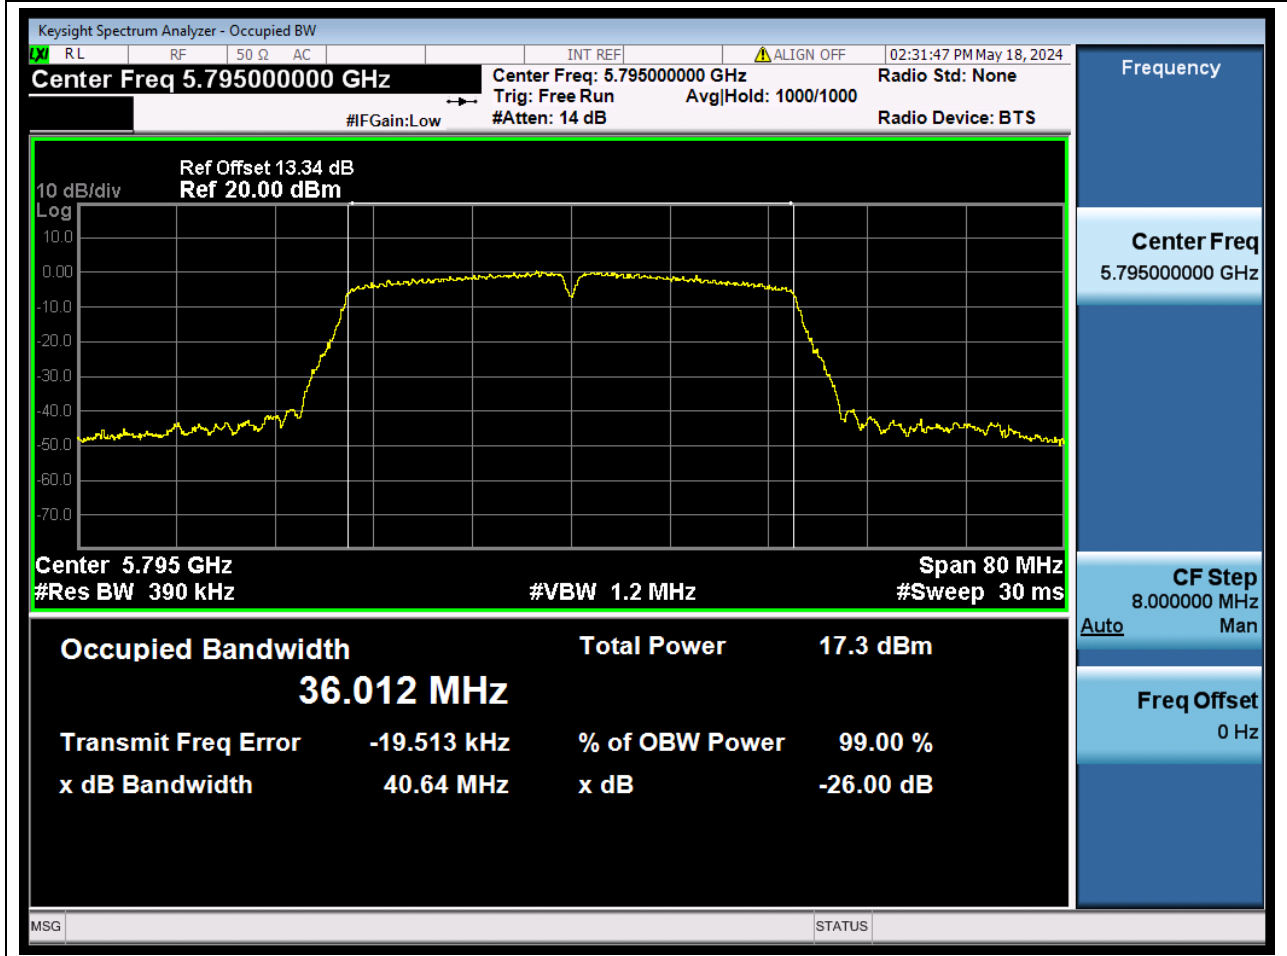 Keysight Spectrum Analyzer - Occupied BW
LXI RL RF 50 Ω AC INT REF ALIGN OFF 02:31:47 PM May 18, 2024
Center Freq 5.795000000 GHz
Center Freq: 5.795000000 GHz
Radio Std: None
Trig: Free Run Avg|Hold: 1000/1000
#IFGain:Low
#Atten: 14 dB
Radio Device: BTS
Ref Offset 13.34 dB
10 dB/div
Ref 20.00 dBm
Log
10.0
0.00
-10.0
-20.0
-30.0
-40.0
-50.0
-60.0
-70.0
Center 5.795 GHz
Span 80 MHz
#Res BW 390 kHz
#VBW 1.2 MHz
#Sweep 30 ms
Occupied Bandwidth
Total Power 17.3 dBm
36.012 MHz
Transmit Freq Error -19.513 kHz
% of OBW Power 99.00 %
x dB Bandwidth 40.64 MHz
x dB -26.00 dB
Frequency
Center Freq
5.795000000 GHz
CF Step
8.000000 MHz
Auto Man
Freq Offset
0 Hz
MSG
STATUS